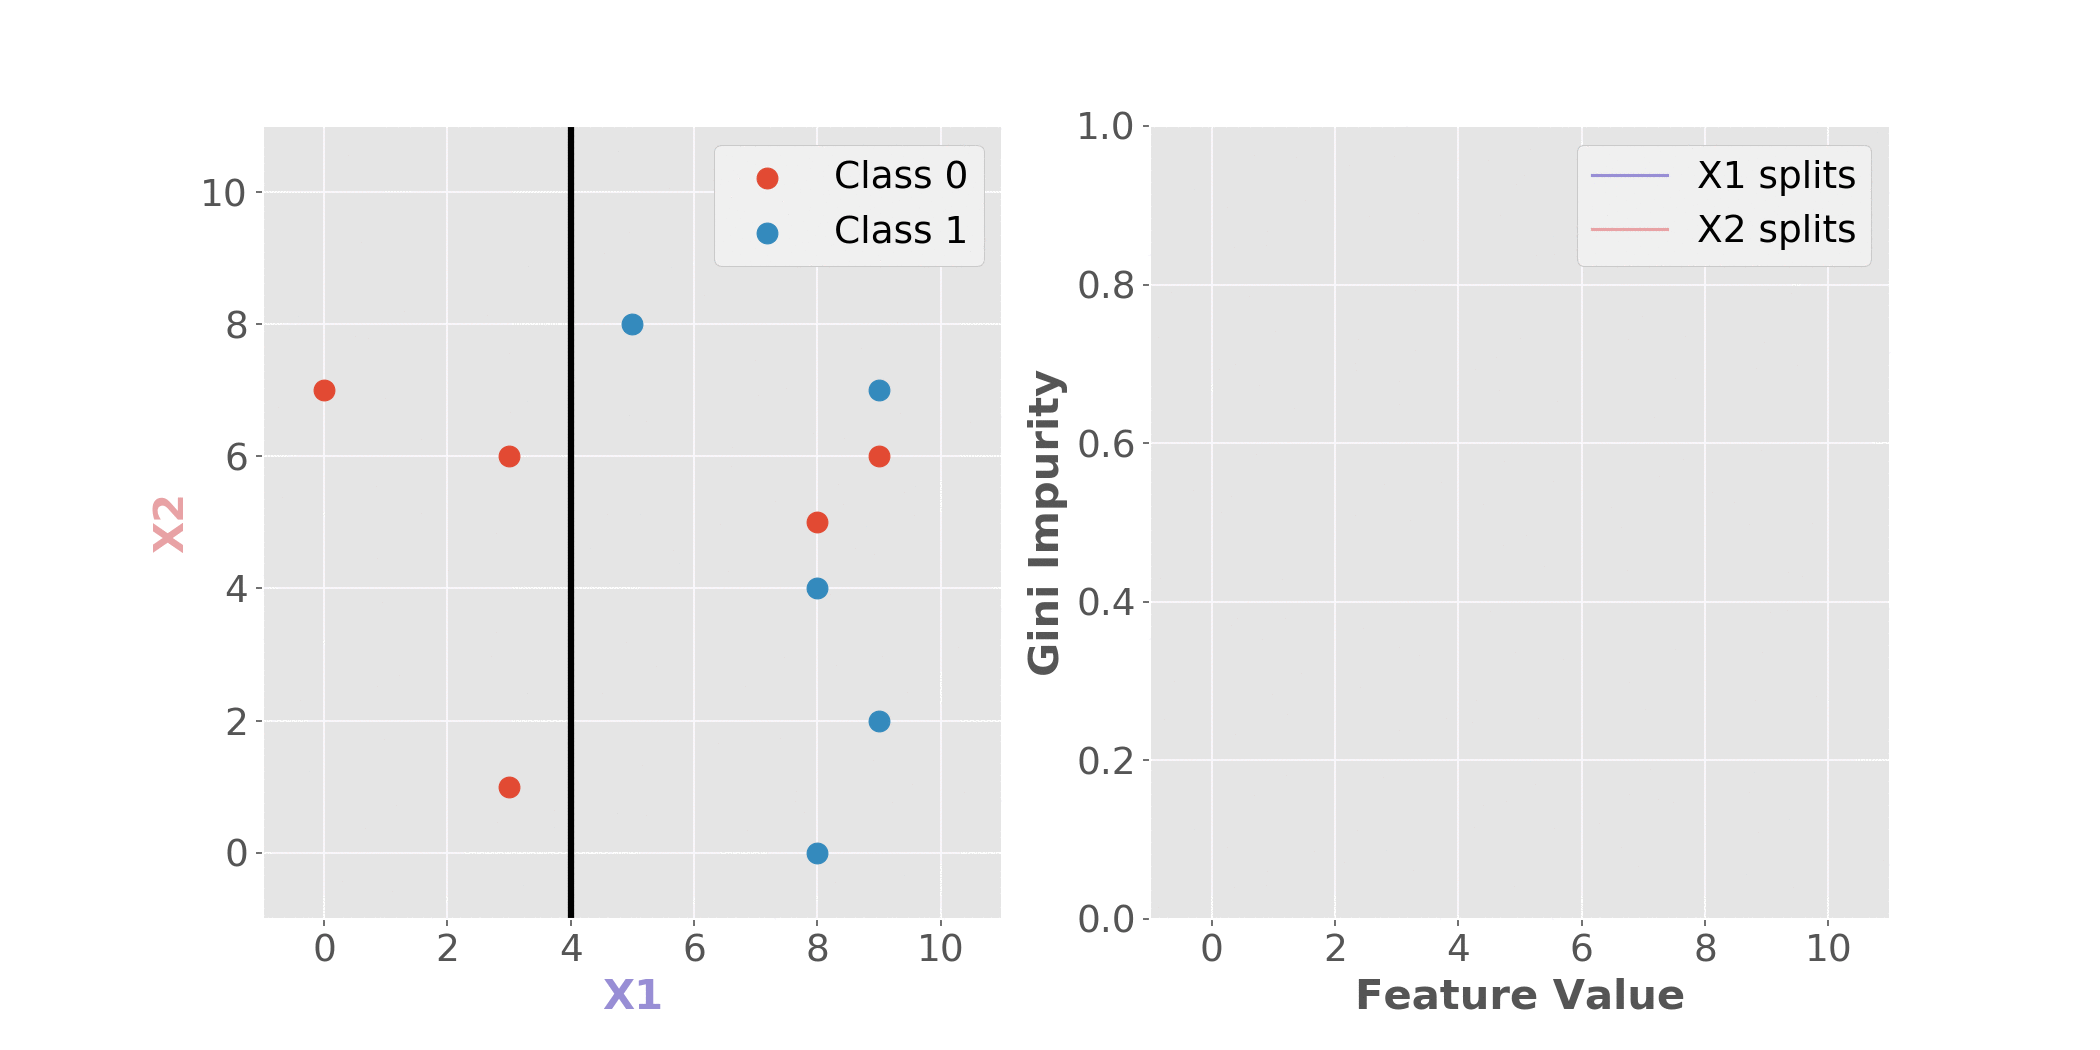 Class 0
Class 1
10
8
6
4
2
0
X2
0 2 4 6 8 10
X1
X1 splits
X2 splits
1.0
0.8
0.6
0.4
0.2
0.0
Gini Impurity
0 2 4 6 8 10
Feature Value